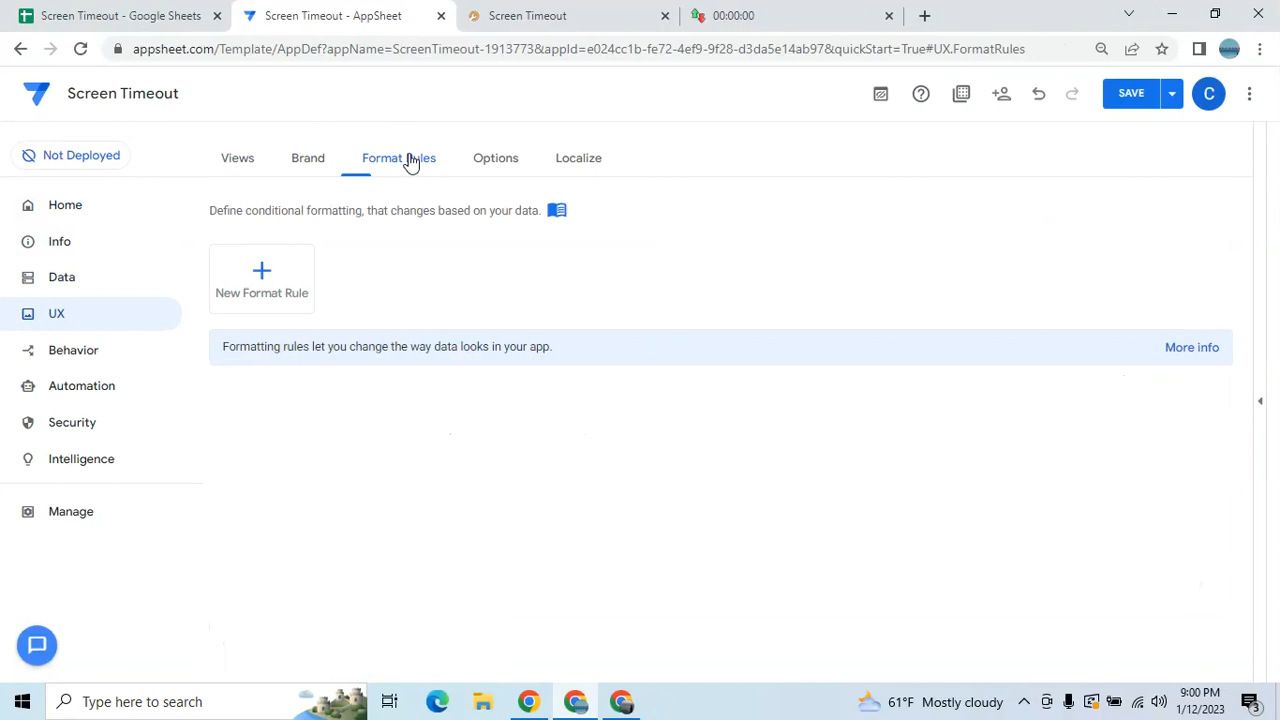 Screen Timeout - Google Sheets
Screen Timeout - AppSheet
Screen Timeout
00:00:00
appsheet.com/Template/AppDef?appName=ScreenTimeout-1913773&appId=e024cc1b-fe72-4ef9-9f28-d3da5e14ab97&quickStart=True#UX.FormatRules
Screen Timeout
SAVE
C
Not Deployed
Views
Brand
Format Rules
Options
Localize
Home
Define conditional formatting, that changes based on your data.
Info
Data
New Format Rule
UX
Formatting rules let you change the way data looks in your app.
More info
Behavior
Automation
Security
Intelligence
Manage
Type here to search
61°F Mostly cloudy
9:00 PM
1/12/2023
3